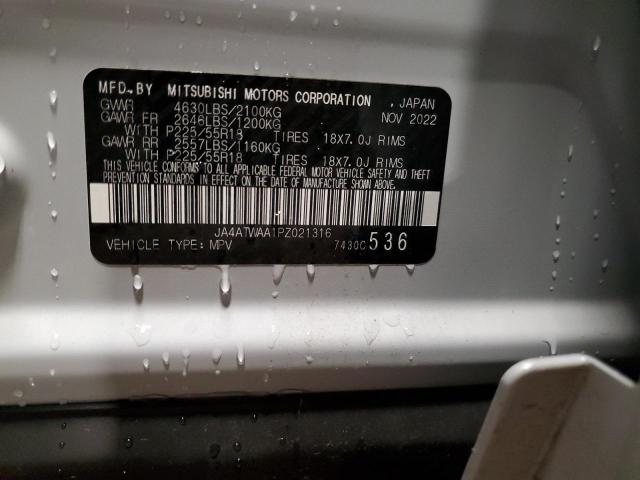 MFD. BY MITSUBISHI MOTORS CORPORATION , JAPAN
GVWR 4630LBS/2100KG NOV 2022
GAWR FR 2646LBS/1200KG
WITH P225/55R18 TIRES 18X7.0J RIMS
GAWR RR 2557LBS/1160KG
WITH P225/55R18 TIRES 18X7.0J RIMS
THIS VEHICLE CONFORMS TO ALL APPLICABLE FEDERAL MOTOR VEHICLE SAFETY AND THEFT
PREVENTION STANDARDS IN EFFECT ON THE DATE OF MANUFACTURE SHOWN ABOVE.
JA4ATWAA1PZ021316
VEHICLE TYPE: MPV 7430C 536